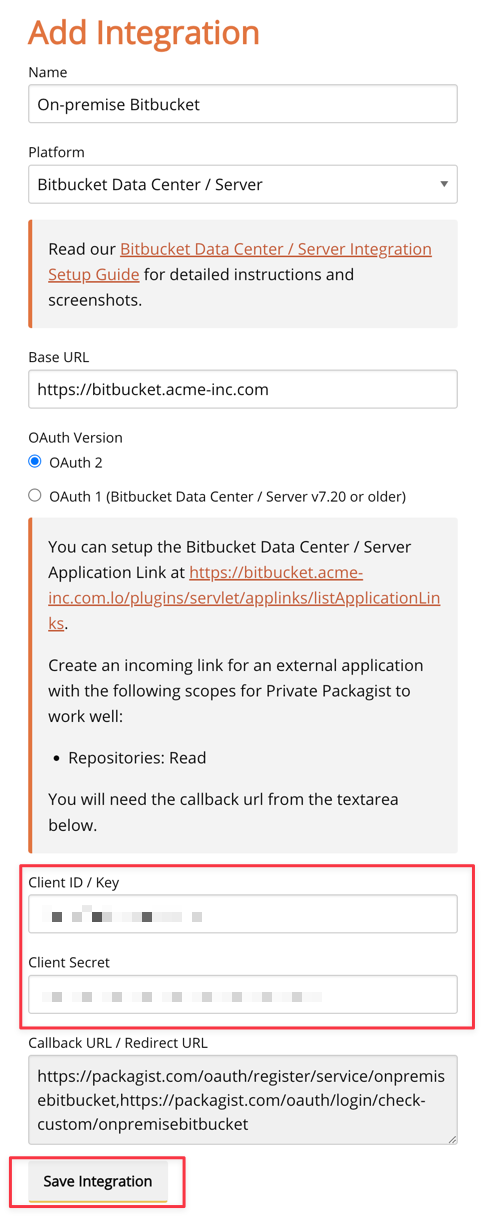 Add Integration
Name
On-premise Bitbucket
Platform
Bitbucket Data Center / Server
Read our Bitbucket Data Center / Server Integration
Setup Guide for detailed instructions and
screenshots.
Base URL
https://bitbucket.acme-inc.com
OAuth Version
OAuth 2
OAuth 1 (Bitbucket Data Center / Server v7.20 or older)
You can setup the Bitbucket Data Center / Server
Application Link at https://bitbucket.acme-
inc.com.lo/plugins/servlet/applinks/listApplicationLin
ks.
Create an incoming link for an external application
with the following scopes for Private Packagist to
work well:
• Repositories: Read
You will need the callback url from the textarea
below.
Client ID / Key
Client Secret
Callback URL / Redirect URL
https://packagist.com/oauth/register/service/onpremis
ebitbucket,https://packagist.com/oauth/login/check-
custom/onpremisebitbucket
Save Integration